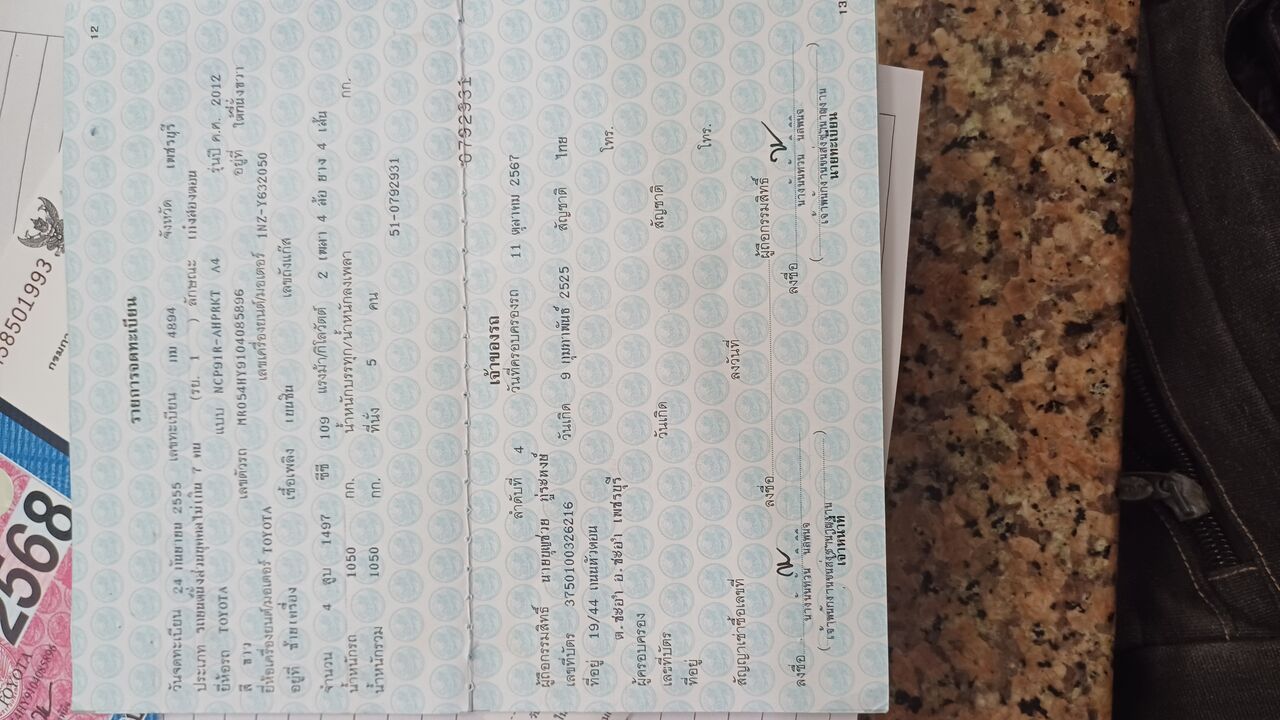 12
รายการจดทะเบียน
วันจดทะเบียน 24 กันยายน 2555 เลขทะเบียน กพ 4894 จังหวัด เพชรบุรี
ประเภท รถยนต์นั่งส่วนบุคคลไม่เกิน 7 คน (รย. 1 ) ลักษณะ เก๋งสองตอน
ยี่ห้อรถ TOYOTA แบบ NCP91R-AHPRKT A4 รุ่นปี ค.ศ. 2012
สี ขาว เลขตัวรถ MR054HY9104085896 อยู่ที่ ใต้ที่นั่งขวา
ยี่ห้อเครื่องยนต์/มอเตอร์ TOYOTA เลขเครื่องยนต์/มอเตอร์ 1NZ-Y632050
อยู่ที่ ซ้ายเครื่อง เชื้อเพลิง เบนซิน เลขถังแก๊ส
จำนวน 4 สูบ 1497 ซีซี 109 แรงม้า/กิโลวัตต์ 2 เพลา 4 ล้อ ยาง 4 เส้น
น้ำหนักรถ 1050 กก. น้ำหนักบรรทุก/น้ำหนักลงเพลา กก.
น้ำหนักรวม 1050 กก. ที่นั่ง 5 คน
51-0792931
0792931
เจ้าของรถ
ลำดับที่ 4 วันที่ครอบครองรถ 11 ตุลาคม 2567
ผู้ถือกรรมสิทธิ์ นายบุญช่วย ภู่ระหงษ์
เลขที่บัตร 3750100326216 วันเกิด 9 กุมภาพันธ์ 2525 สัญชาติ ไทย
ที่อยู่ 19/44 ถนนหัวดอน โทร.
ต.ชะอำ อ.ชะอำ เพชรบุรี
ผู้ครอบครอง
เลขที่บัตร วันเกิด สัญชาติ
ที่อยู่ โทร.
สัญญาเช่าซื้อเลขที่ ลงวันที่
ลงชื่อ ผู้ถือกรรมสิทธิ์
ลงชื่อ ลงชื่อ
เจ้าหน้าที่ นายทะเบียน
13
38501993
2568
TOYOTA